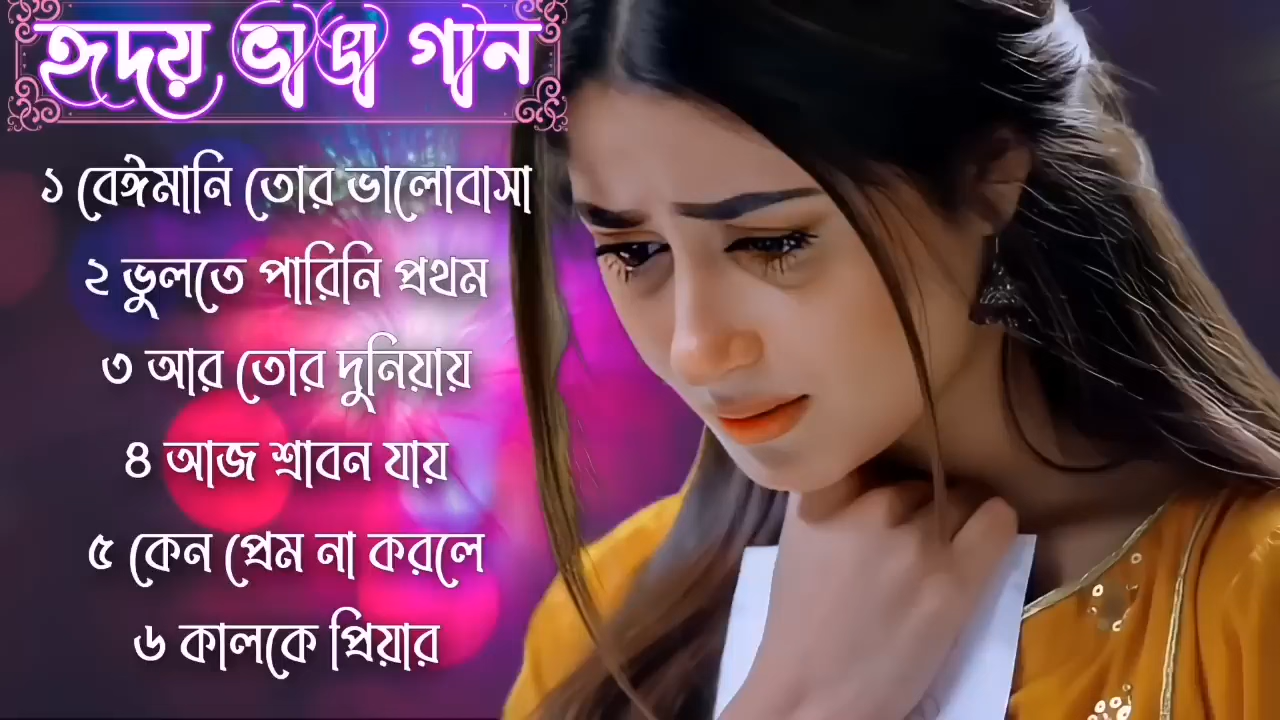 হৃদয় ভাঙা গান
১ বেঈমানি তোর ভালোবাসা
২ ভুলতে পারিনি প্রথম
৩ আর তোর দুনিয়ায়
৪ আজ শ্রাবন যায়
৫ কেন প্রেম না করলে
৬ কালকে প্রিয়ার